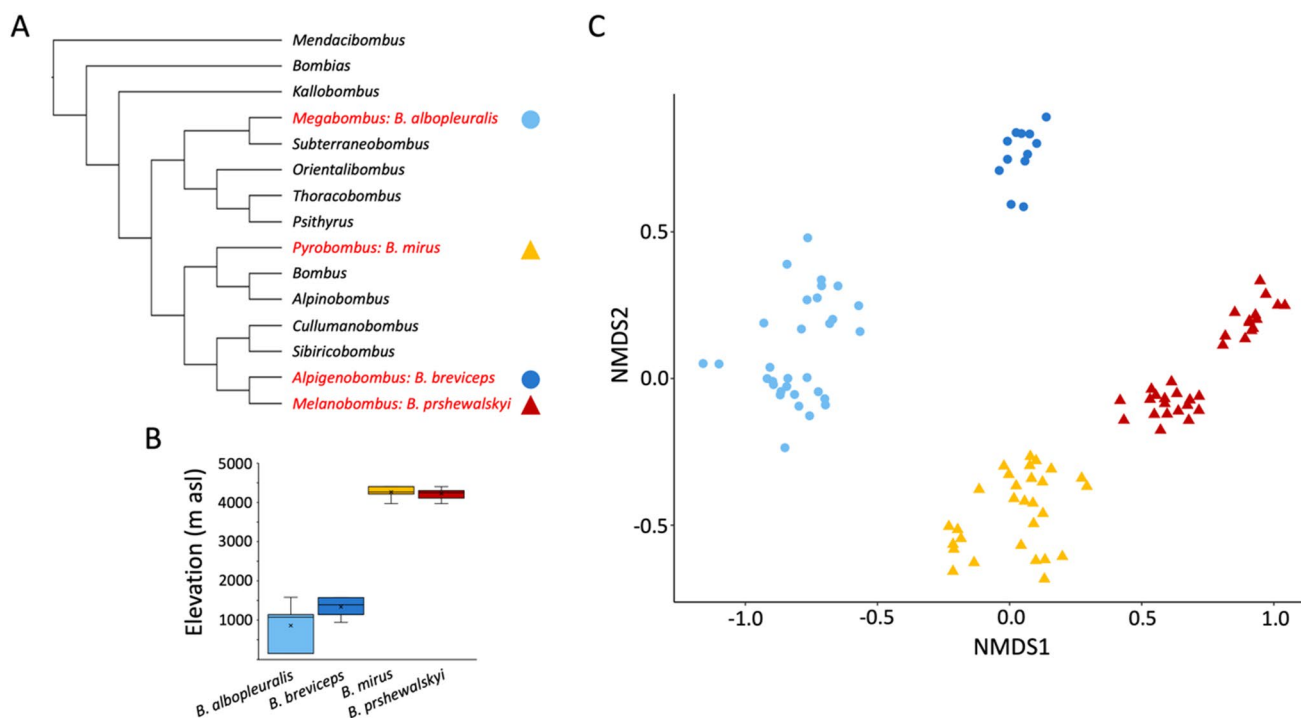 A
Mendacibombus
Bombias
Kallobombus
Megabombus: B. albopleuralis
Subterraneobombus
Orientalibombus
Thoracobombus
Psithyrus
Pyrobombus: B. mirus
Bombus
Alpinobombus
Cullumanobombus
Sibiricobombus
Alpigenobombus: B. breviceps
Melanobombus: B. prshewalskyi
B
Elevation (m asl)
5000
4000
3000
2000
1000
B. albopleuralis
B. breviceps
B. mirus
B. prshewalskyi
C
NMDS2
0.5
0.0
-0.5
-1.0
-0.5
0.0
0.5
1.0
NMDS1